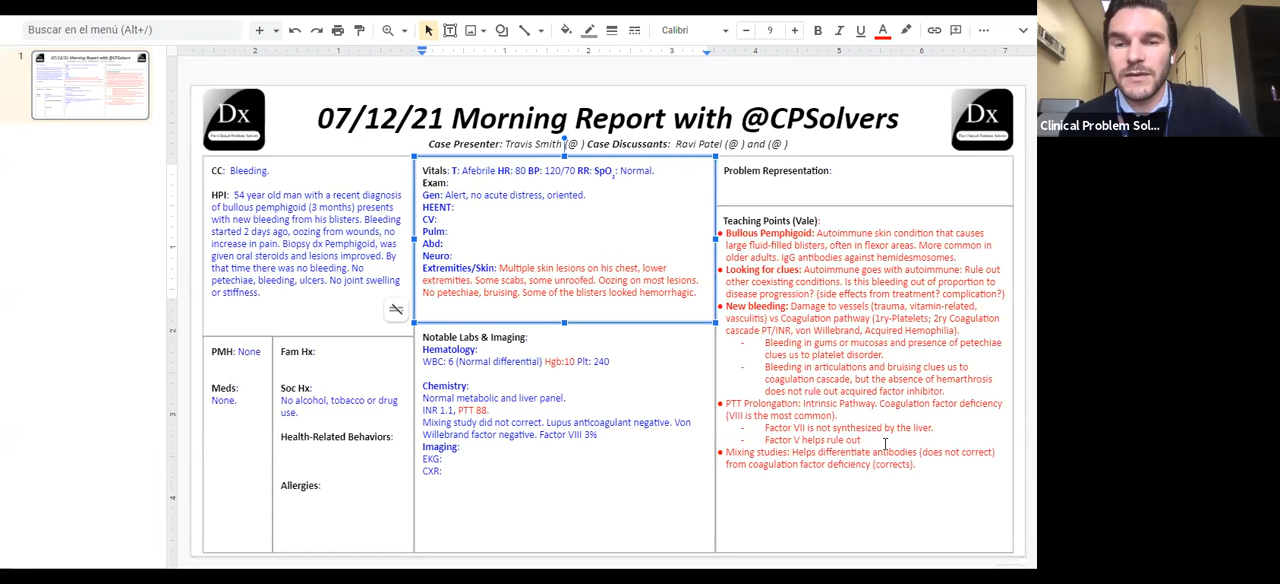 Buscar en el menú (Alt+/)
Calibri
9
1
07/12/21 Morning Report with @CPSolvers
Case Presenter: Travis Smith (@ ) Case Discussants: Ravi Patel (@ ) and (@ )
Dx
The Clinical Problem Solvers
Dx
The Clinical Problem Solvers
CC: Bleeding.
HPI: 54 year old man with a recent diagnosis
of bullous pemphigoid (3 months) presents
with new bleeding from his blisters. Bleeding
started 2 days ago, oozing from wounds, no
increase in pain. Biopsy dx Pemphigoid, was
given oral steroids and lesions improved. By
that time there was no bleeding. No
petechiae, bleeding, ulcers. No joint swelling
or stiffness.
PMH: None
Meds:
None.
Fam Hx:
Soc Hx:
No alcohol, tobacco or drug
use.
Health-Related Behaviors:
Allergies:
Vitals: T: Afebrile HR: 80 BP: 120/70 RR: SpO2: Normal.
Exam:
Gen: Alert, no acute distress, oriented.
HEENT:
CV:
Pulm:
Abd:
Neuro:
Extremities/Skin: Multiple skin lesions on his chest, lower
extremities. Some scabs, some unroofed. Oozing on most lesions.
No petechiae, bruising. Some of the blisters looked hemorrhagic.
Notable Labs & Imaging:
Hematology:
WBC: 6 (Normal differential) Hgb:10 Plt: 240
Chemistry:
Normal metabolic and liver panel.
INR 1.1, PTT 88.
Mixing study did not correct. Lupus anticoagulant negative. Von
Willebrand factor negative. Factor VIII 3%
Imaging:
EKG:
CXR:
Problem Representation:
Teaching Points (Vale):
● Bullous Pemphigoid: Autoimmune skin condition that causes
large fluid-filled blisters, often in flexor areas. More common in
older adults. IgG antibodies against hemidesmosomes.
● Looking for clues: Autoimmune goes with autoimmune: Rule out
other coexisting conditions. Is this bleeding out of proportion to
disease progression? (side effects from treatment? complication?)
● New bleeding: Damage to vessels (trauma, vitamin-related,
vasculitis) vs Coagulation pathway (1ry-Platelets; 2ry Coagulation
cascade PT/INR, von Willebrand, Acquired Hemophilia).
- Bleeding in gums or mucosas and presence of petechiae
clues us to platelet disorder.
- Bleeding in articulations and bruising clues us to
coagulation cascade, but the absence of hemarthrosis
does not rule out acquired factor inhibitor.
● PTT Prolongation: Intrinsic Pathway. Coagulation factor deficiency
(VIII is the most common).
- Factor VII is not synthesized by the liver.
- Factor V helps rule out
● Mixing studies: Helps differentiate antibodies (does not correct)
from coagulation factor deficiency (corrects).
Clinical Problem Sol...